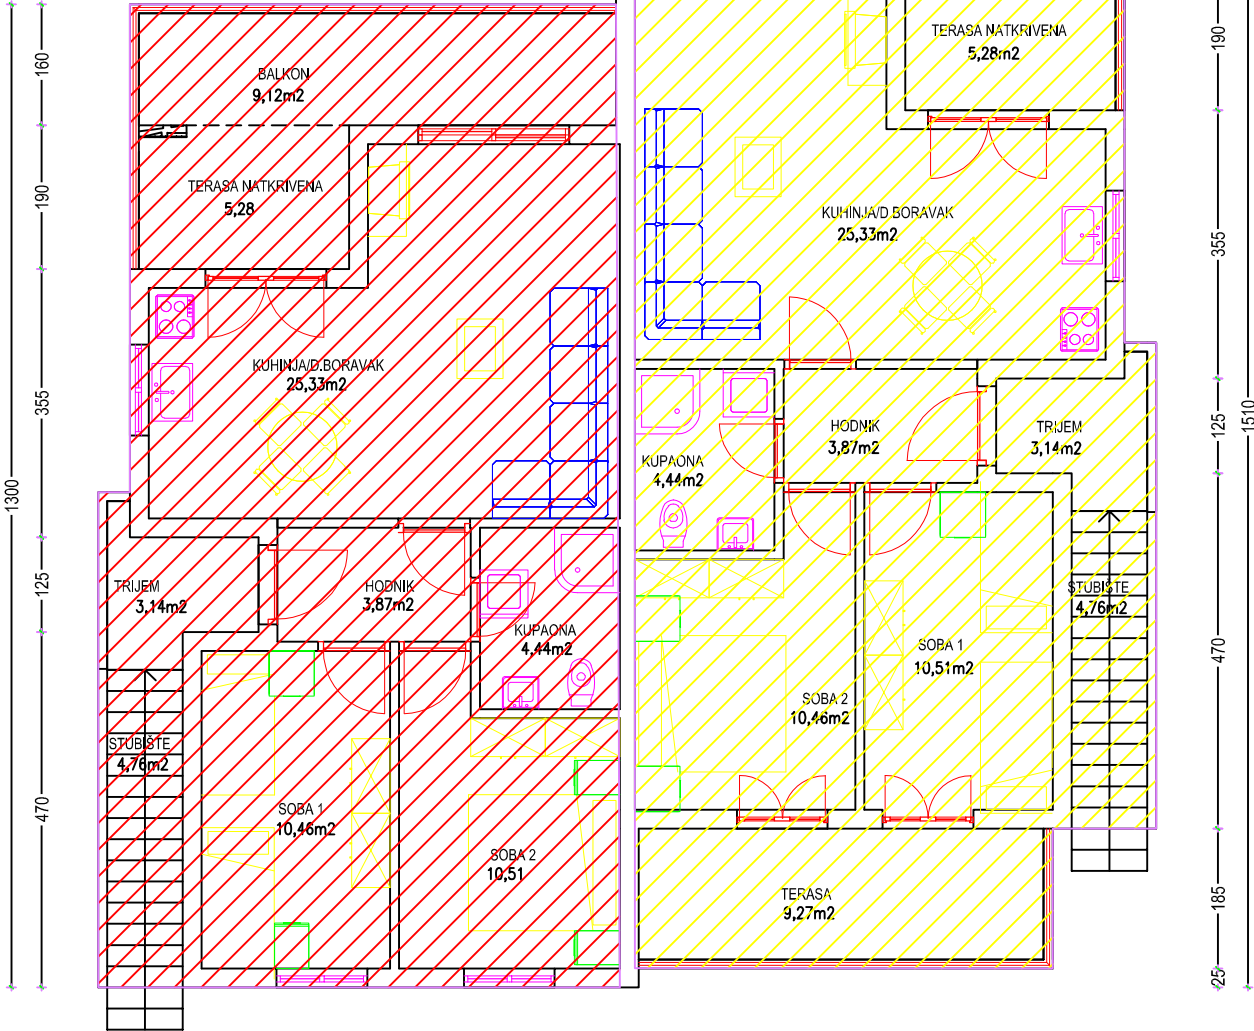 BALKON
9,12m2
TERASA NATKRIVENA
5,28
KUHINJA/D.BORAVAK
25,33m2
TRIJEM
3,14m2
HODNIK
3,87m2
KUPAONA
4,44m2
STUBIŠTE
4,76m2
SOBA 1
10,46m2
SOBA 2
10,51
160
190
355
125
470
1300
TERASA NATKRIVENA
5,28m2
KUHINJA/D.BORAVAK
25,33m2
HODNIK
3,87m2
TRIJEM
3,14m2
KUPAONA
4,44m2
STUBIŠTE
4,76m2
SOBA 1
10,51m2
SOBA 2
10,46m2
TERASA
9,27m2
190
355
125
470
185
25
1510